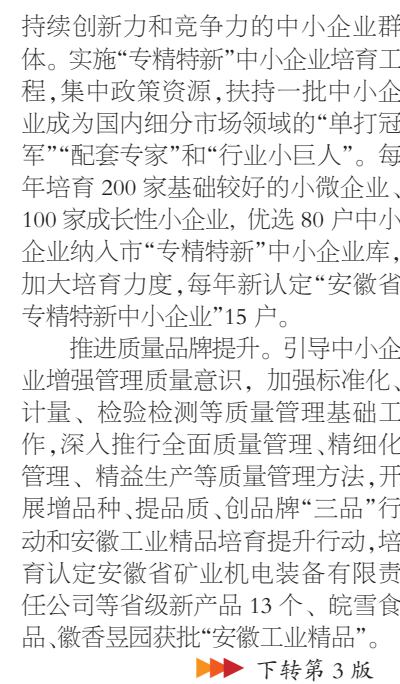 持续创新力和竞争力的中小企业群
体。实施“专精特新”中小企业培育工
程,集中政策资源,扶持一批中小企
业成为国内细分市场领域的“单打冠
军”“配套专家”和“行业小巨人”。每
年培育 200 家基础较好的小微企业、
100 家成长性小企业, 优选 80 户中小
企业纳入市“专精特新”中小企业库,
加大培育力度,每年新认定“安徽省
专精特新中小企业”15 户。
推进质量品牌提升。引导中小企
业增强管理质量意识, 加强标准化、
计量、检验检测等质量管理基础工
作,深入推行全面质量管理、精细化
管理、精益生产等质量管理方法,开
展增品种、提品质、创品牌“三品”行
动和安徽工业精品培育提升行动,培
育认定安徽省矿业机电装备有限责
任公司等省级新产品 13 个、皖雪食
品、徽香昱园获批“安徽工业精品”。
下转第 3 版